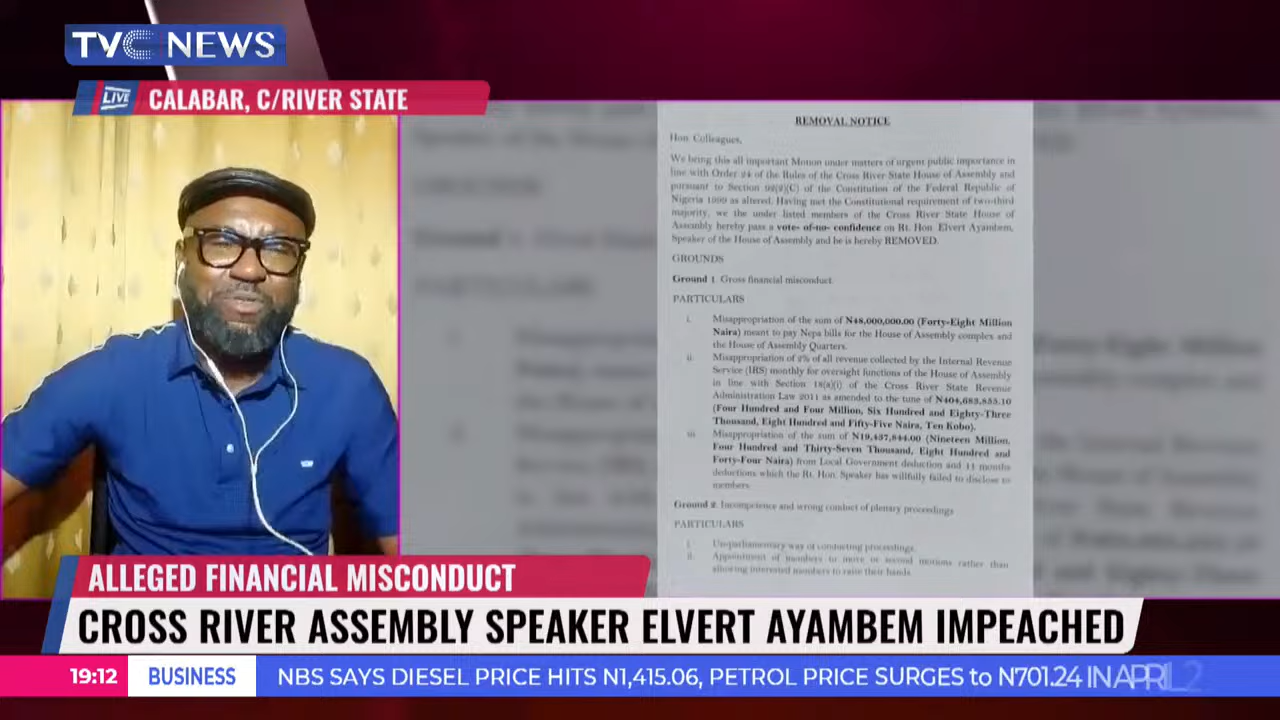 TVC NEWS
LIVE CALABAR, C/RIVER STATE
REMOVAL NOTICE
Hon Colleagues,
We bring this all important Motion under matters of urgent public importance in
line with Order 24 of the Rules of the Cross River State House of Assembly and
pursuant to Section 92(2)(C) of the Constitution of the Federal Republic of
Nigeria 1999 as altered. Having met the Constitutional requirement of two-third
majority, we the under listed members of the Cross River State House of
Assembly hereby pass a vote- of-no- confidence on Rt. Hon. Elvert Ayambem,
Speaker of the House of Assembly and he is hereby REMOVED.
GROUNDS
Ground 1. Gross financial misconduct.
PARTICULARS
i. Misappropriation of the sum of N48,000,000.00 (Forty-Eight Million
Naira) meant to pay Nepa bills for the House of Assembly complex and
the House of Assembly Quarters.
ii. Misappropriation of 2% of all revenue collected by the Internal Revenue
Service (IRS) monthly for oversight functions of the House of Assembly
in line with Section 18(a)(i) of the Cross River State Revenue
Administration Law 2011 as amended to the tune of N404,683,855.10
(Four Hundred and Four Million, Six Hundred and Eighty-Three
Thousand, Eight Hundred and Fifty-Five Naira, Ten Kobo).
iii. Misappropriation of the sum of N19,437,844.00 (Nineteen Million,
Four Hundred and Thirty-Seven Thousand, Eight Hundred and
Forty-Four Naira) from Local Government deduction and 11 months
deductions which the Rt. Hon. Speaker has willfully failed to disclose to
members.
Ground 2. Incompetence and wrong conduct of plenary proceedings
PARTICULARS
i. Un-parliamentary way of conducting proceedings.
ii. Appointment of members to move or second motions rather than
allowing interested members to raise their hands.
ALLEGED FINANCIAL MISCONDUCT
CROSS RIVER ASSEMBLY SPEAKER ELVERT AYAMBEM IMPEACHED
19:12 BUSINESS NBS SAYS DIESEL PRICE HITS N1,415.06, PETROL PRICE SURGES to N701.24 IN APRIL 2